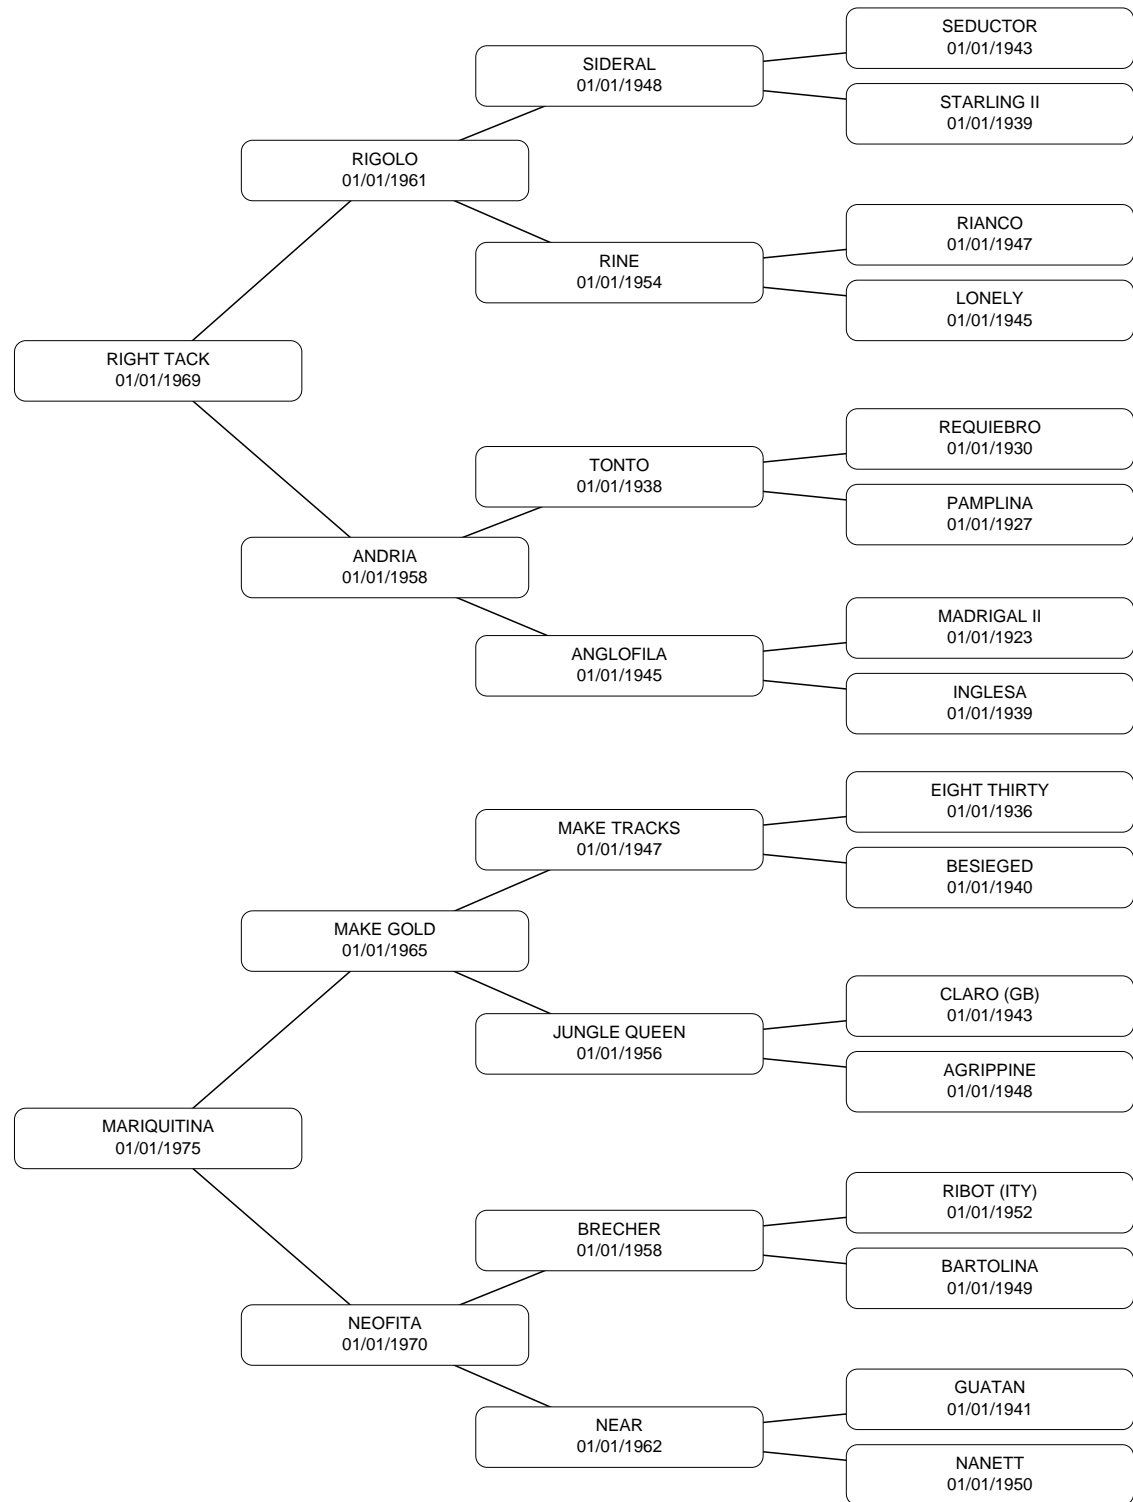 SEDUCTOR
01/01/1943
SIDERAL
01/01/1948
STARLING II
01/01/1939
RIGOLO
01/01/1961
RIANCO
01/01/1947
RINE
01/01/1954
LONELY
01/01/1945
RIGHT TACK
01/01/1969
REQUIEBRO
01/01/1930
TONTO
01/01/1938
PAMPLINA
01/01/1927
ANDRIA
01/01/1958
MADRIGAL II
01/01/1923
ANGLOFILA
01/01/1945
INGLESA
01/01/1939
EIGHT THIRTY
01/01/1936
MAKE TRACKS
01/01/1947
BESIEGED
01/01/1940
MAKE GOLD
01/01/1965
CLARO (GB)
01/01/1943
JUNGLE QUEEN
01/01/1956
AGRIPPINE
01/01/1948
MARIQUITINA
01/01/1975
RIBOT (ITY)
01/01/1952
BRECHER
01/01/1958
BARTOLINA
01/01/1949
NEOFITA
01/01/1970
GUATAN
01/01/1941
NEAR
01/01/1962
NANETT
01/01/1950